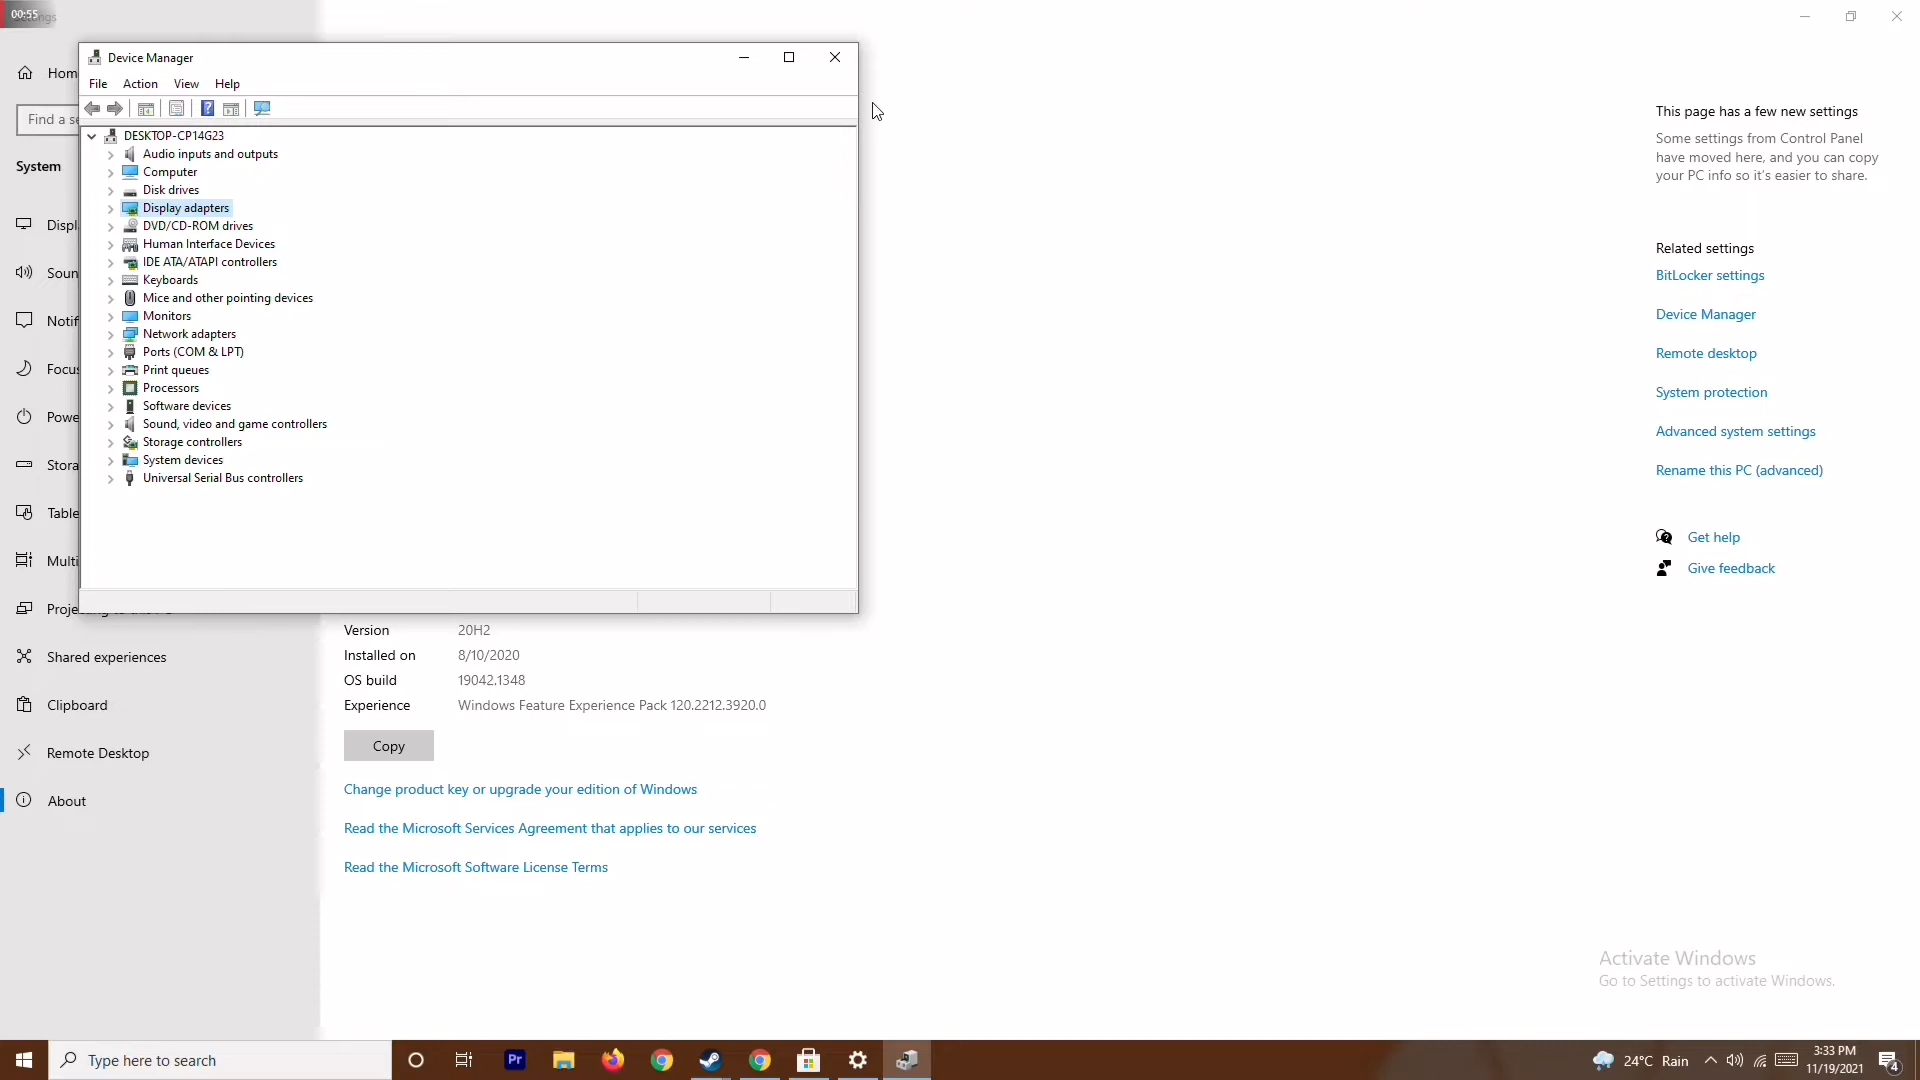 00:55
Device Manager
File Action View Help
DESKTOP-CP14G23
Audio inputs and outputs
Computer
Disk drives
Display adapters
DVD/CD-ROM drives
Human Interface Devices
IDE ATA/ATAPI controllers
Keyboards
Mice and other pointing devices
Monitors
Network adapters
Ports (COM & LPT)
Print queues
Processors
Software devices
Sound, video and game controllers
Storage controllers
System devices
Universal Serial Bus controllers
Hom
Find a se
System
Displ
Soun
Notif
Focus
Powe
Stora
Table
Multi
Shared experiences
Clipboard
Remote Desktop
About
Version 20H2
Installed on 8/10/2020
OS build 19042.1348
Experience Windows Feature Experience Pack 120.2212.3920.0
Copy
Change product key or upgrade your edition of Windows
Read the Microsoft Services Agreement that applies to our services
Read the Microsoft Software License Terms
This page has a few new settings
Some settings from Control Panel
have moved here, and you can copy
your PC info so it's easier to share.
Related settings
BitLocker settings
Device Manager
Remote desktop
System protection
Advanced system settings
Rename this PC (advanced)
Get help
Give feedback
Activate Windows
Go to Settings to activate Windows.
Type here to search
Pr
24°C Rain
3:33 PM
11/19/2021
4